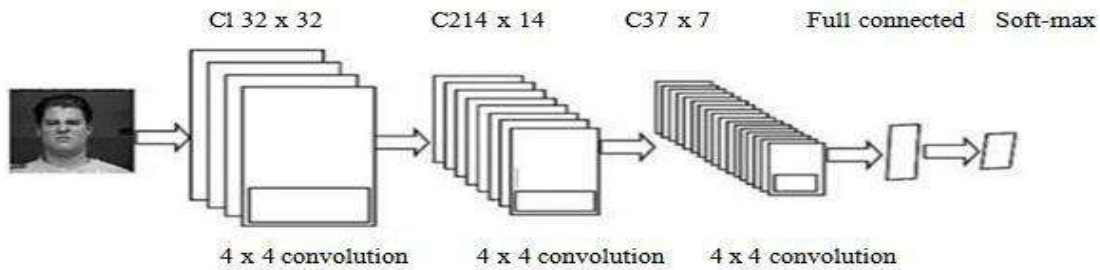 Cl 32 x 32 C214 x 14 C37 x 7 Full connected Soft-max
4 x 4 convolution 4 x 4 convolution 4 x 4 convolution